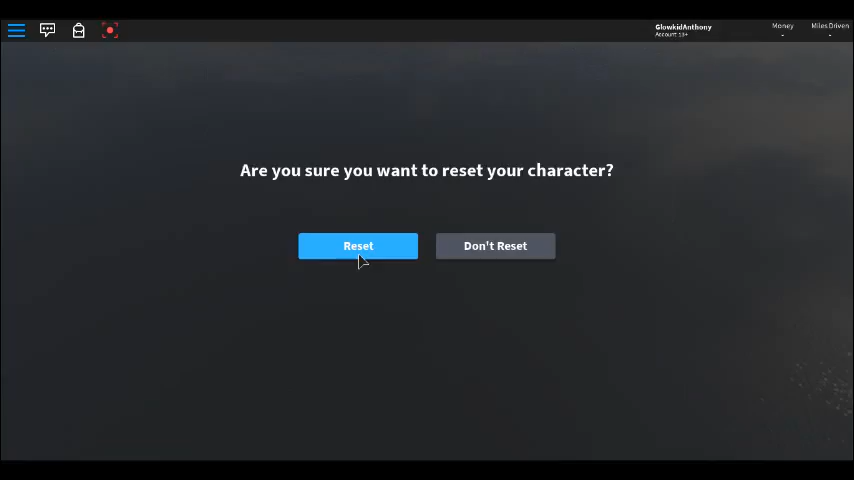 GlowkidAnthony
Account: 13+
Money
-
Miles Driven
-
Are you sure you want to reset your character?
Reset
Don't Reset